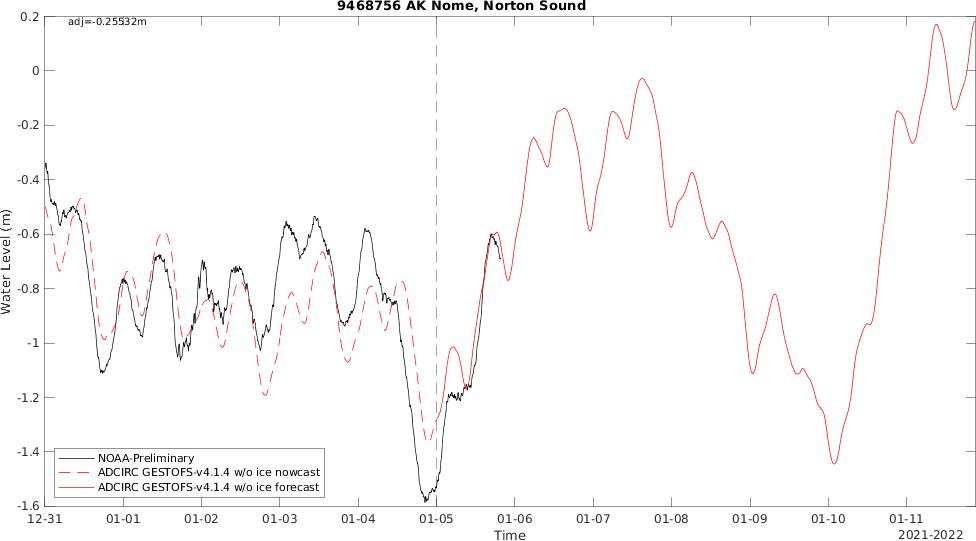 9468756 AK Nome, Norton Sound
adj=-0.25532m
0.2
0
-0.2
-0.4
-0.6
-0.8
-1
-1.2
-1.4
-1.6
Water Level (m)
NOAA-Preliminary
ADCIRC GESTOFS-v4.1.4 w/o ice nowcast
ADCIRC GESTOFS-v4.1.4 w/o ice forecast
12-31 01-01 01-02 01-03 01-04 01-05 01-06 01-07 01-08 01-09 01-10 01-11
Time
2021-2022